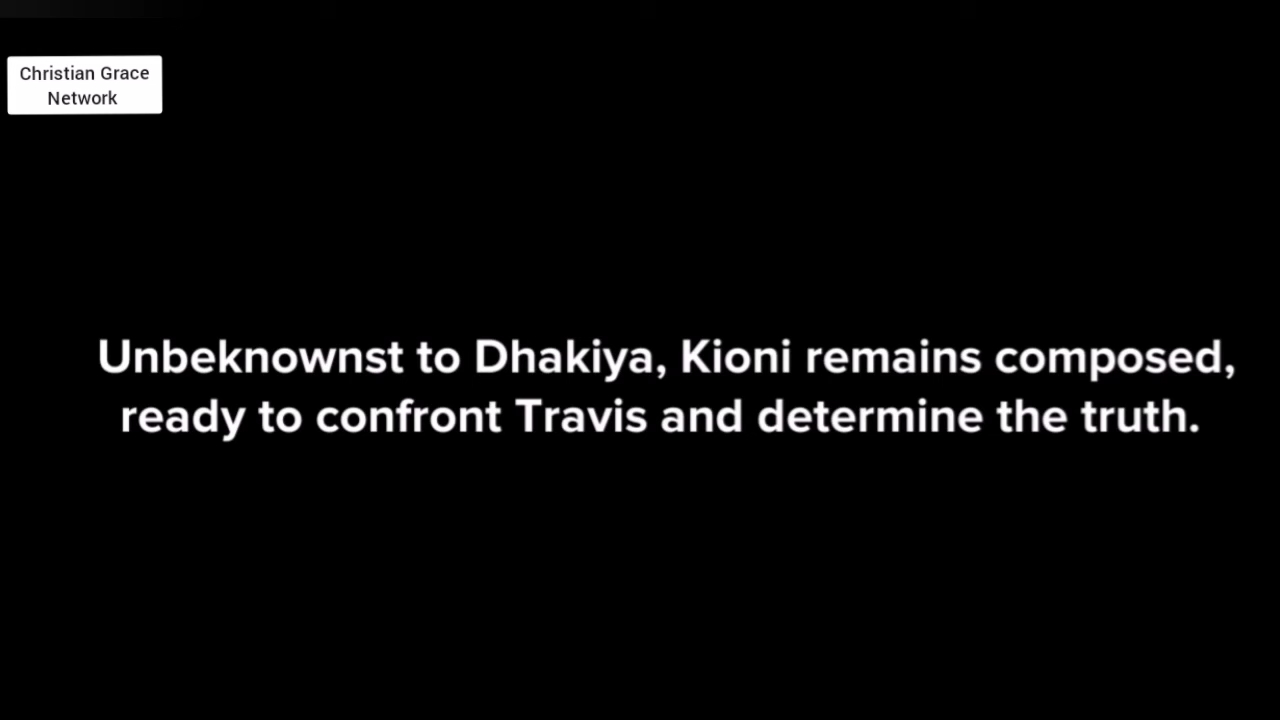 Christian Grace
Network
Unbeknownst to Dhakiya, Kioni remains composed,
ready to confront Travis and determine the truth.